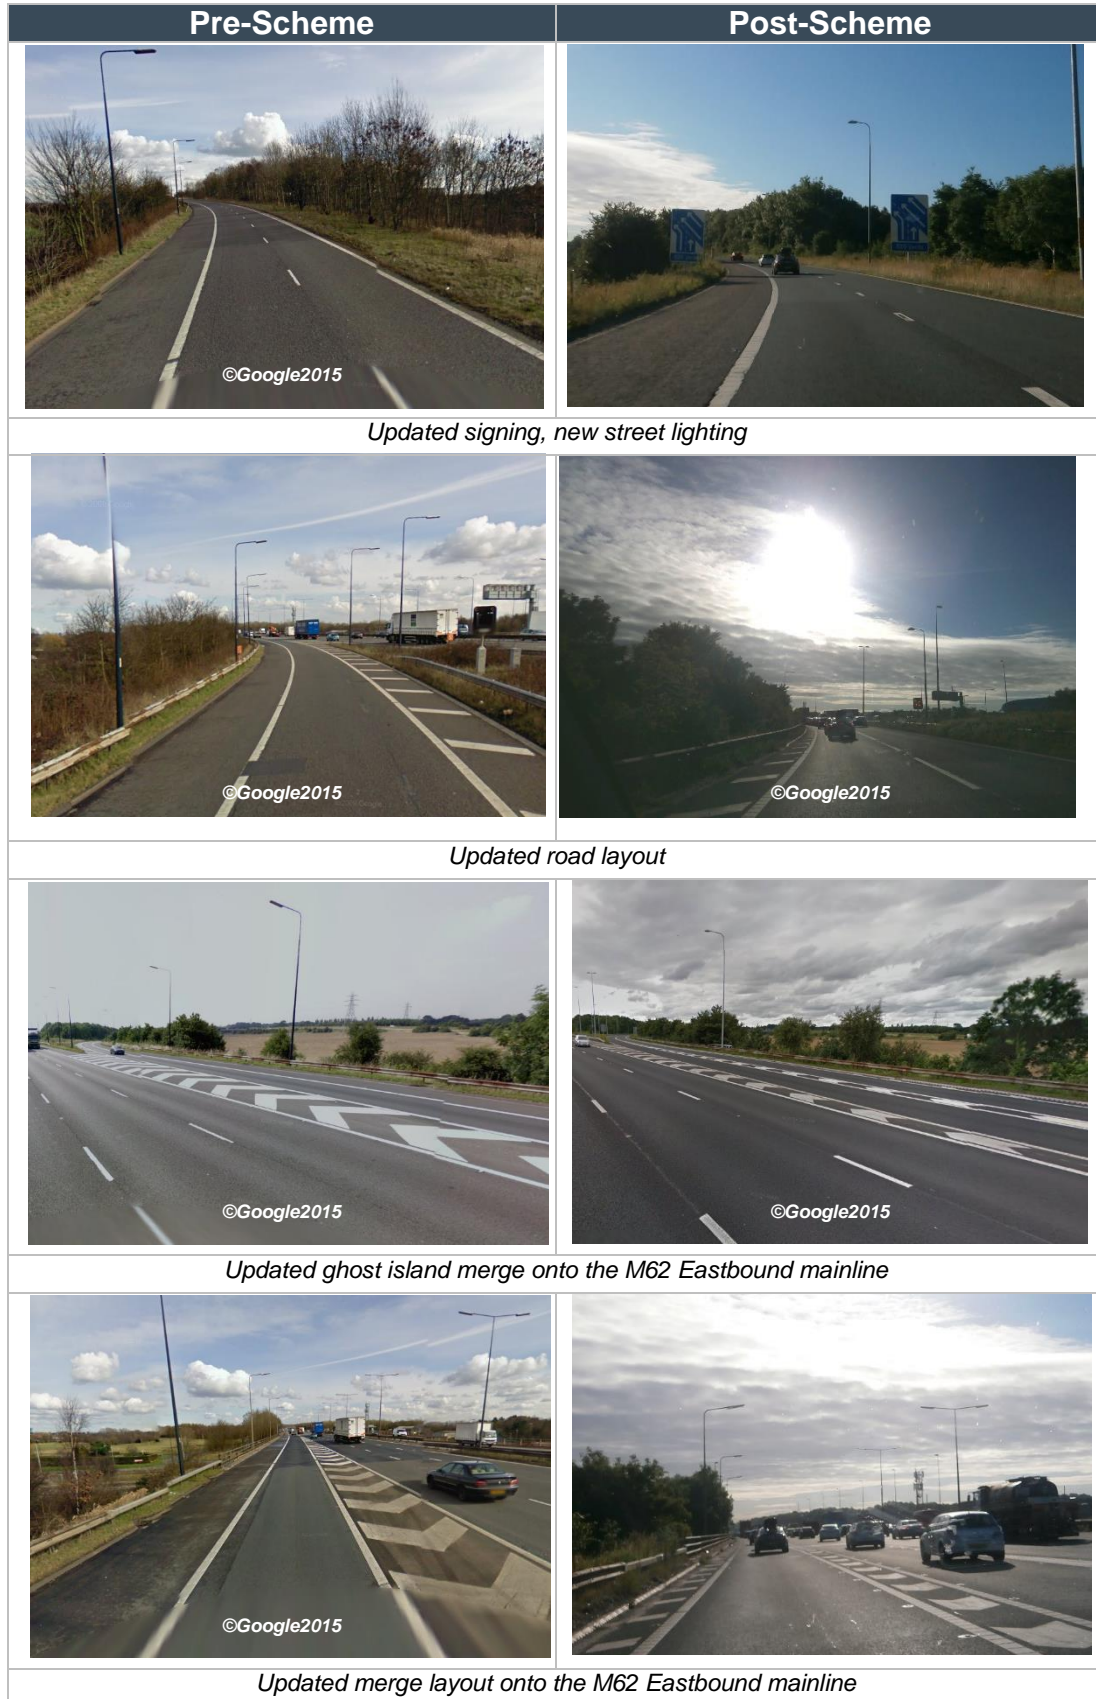 Pre-Scheme Post-Scheme
©Google2015
Updated signing, new street lighting
©Google2015 ©Google2015
Updated road layout
©Google2015 ©Google2015
Updated ghost island merge onto the M62 Eastbound mainline
©Google2015
Updated merge layout onto the M62 Eastbound mainline